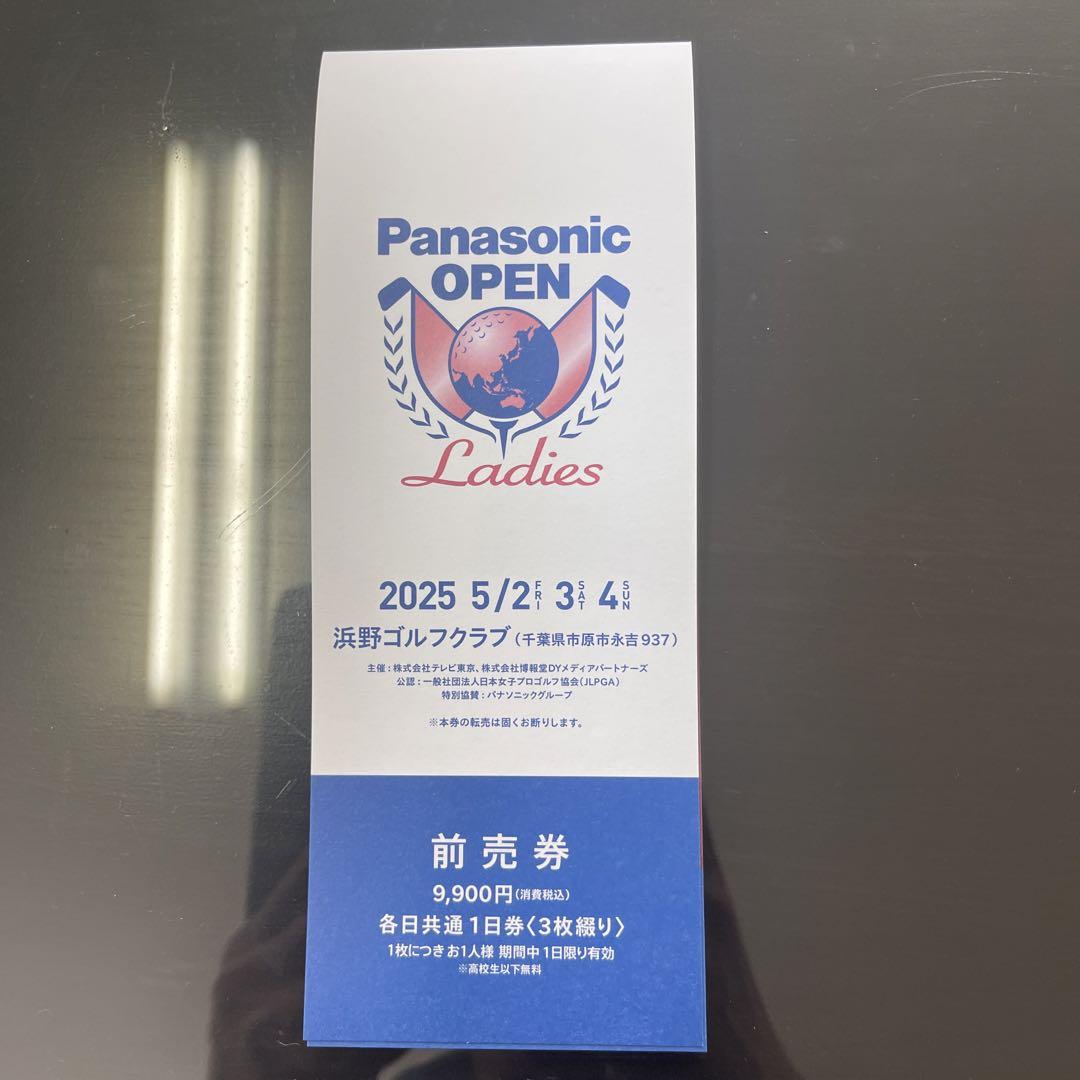 Panasonic
OPEN
Ladies
2025 5/2 FRI 3 SAT 4 SUN
浜野ゴルフクラブ（千葉県市原市永吉937）
主催：株式会社テレビ東京、株式会社博報堂DYメディアパートナーズ
公認：一般社団法人日本女子プロゴルフ協会（JLPGA）
特別協賛：パナソニックグループ
※本券の転売は固くお断りします。
前売券
9,900円（消費税込）
各日共通1日券〈3枚綴り〉
1枚につき お1人様 期間中 1日限り有効
※高校生以下無料